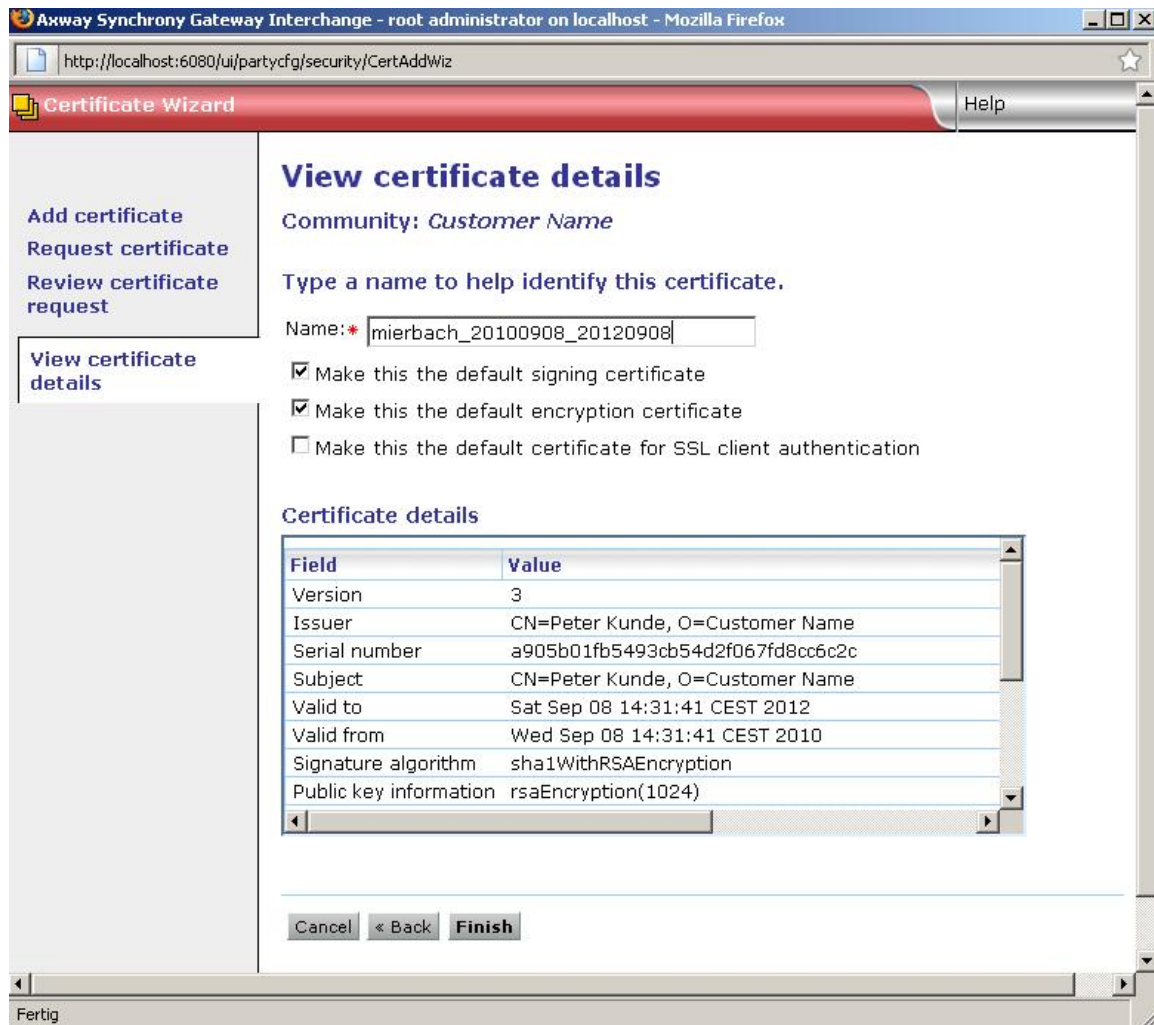 Axway Synchrony Gateway Interchange - root administrator on localhost - Mozilla Firefox
http://localhost:6080/ui/partycfg/security/CertAddWiz
Certificate Wizard
Help
Add certificate
Request certificate
Review certificate
request
View certificate
details
View certificate details
Community: Customer Name
Type a name to help identify this certificate.
Name:* mierbach_20100908_20120908
Make this the default signing certificate
Make this the default encryption certificate
Make this the default certificate for SSL client authentication
Certificate details
Field Value
Version 3
Issuer CN=Peter Kunde, O=Customer Name
Serial number a905b01fb5493cb54d2f067fd8cc6c2c
Subject CN=Peter Kunde, O=Customer Name
Valid to Sat Sep 08 14:31:41 CEST 2012
Valid from Wed Sep 08 14:31:41 CEST 2010
Signature algorithm sha1WithRSAEncryption
Public key information rsaEncryption(1024)
Cancel « Back Finish
Fertig